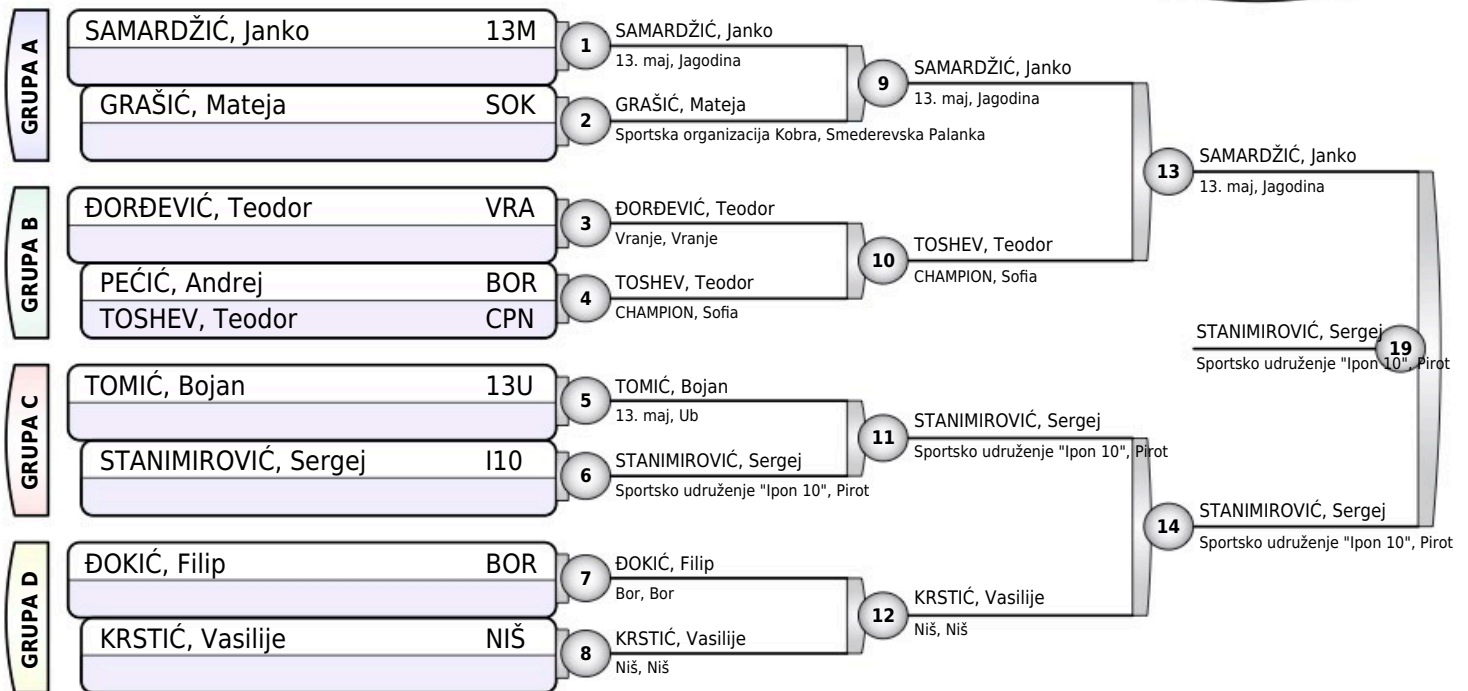 GRUPA A
SAMARDŽIĆ, Janko 13M
GRAŠIĆ, Mateja SOK
1
SAMARDŽIĆ, Janko
13. maj, Jagodina
2
GRAŠIĆ, Mateja
Sportska organizacija Kobra, Smederevska Palanka
9
SAMARDŽIĆ, Janko
13. maj, Jagodina
GRUPA B
ĐORĐEVIĆ, Teodor VRA
PEĆIĆ, Andrej BOR
TOSHEV, Teodor CPN
3
ĐORĐEVIĆ, Teodor
Vranje, Vranje
4
TOSHEV, Teodor
CHAMPION, Sofia
10
TOSHEV, Teodor
CHAMPION, Sofia
13
SAMARDŽIĆ, Janko
13. maj, Jagodina
GRUPA C
TOMIĆ, Bojan 13U
STANIMIROVIĆ, Sergej I10
5
TOMIĆ, Bojan
13. maj, Ub
6
STANIMIROVIĆ, Sergej
Sportsko udruženje "Ipon 10", Pirot
11
STANIMIROVIĆ, Sergej
Sportsko udruženje "Ipon 10", Pirot
GRUPA D
ĐOKIĆ, Filip BOR
KRSTIĆ, Vasilije NIŠ
7
ĐOKIĆ, Filip
Bor, Bor
8
KRSTIĆ, Vasilije
Niš, Niš
12
KRSTIĆ, Vasilije
Niš, Niš
14
STANIMIROVIĆ, Sergej
Sportsko udruženje "Ipon 10", Pirot
19
STANIMIROVIĆ, Sergej
Sportsko udruženje "Ipon 10", Pirot